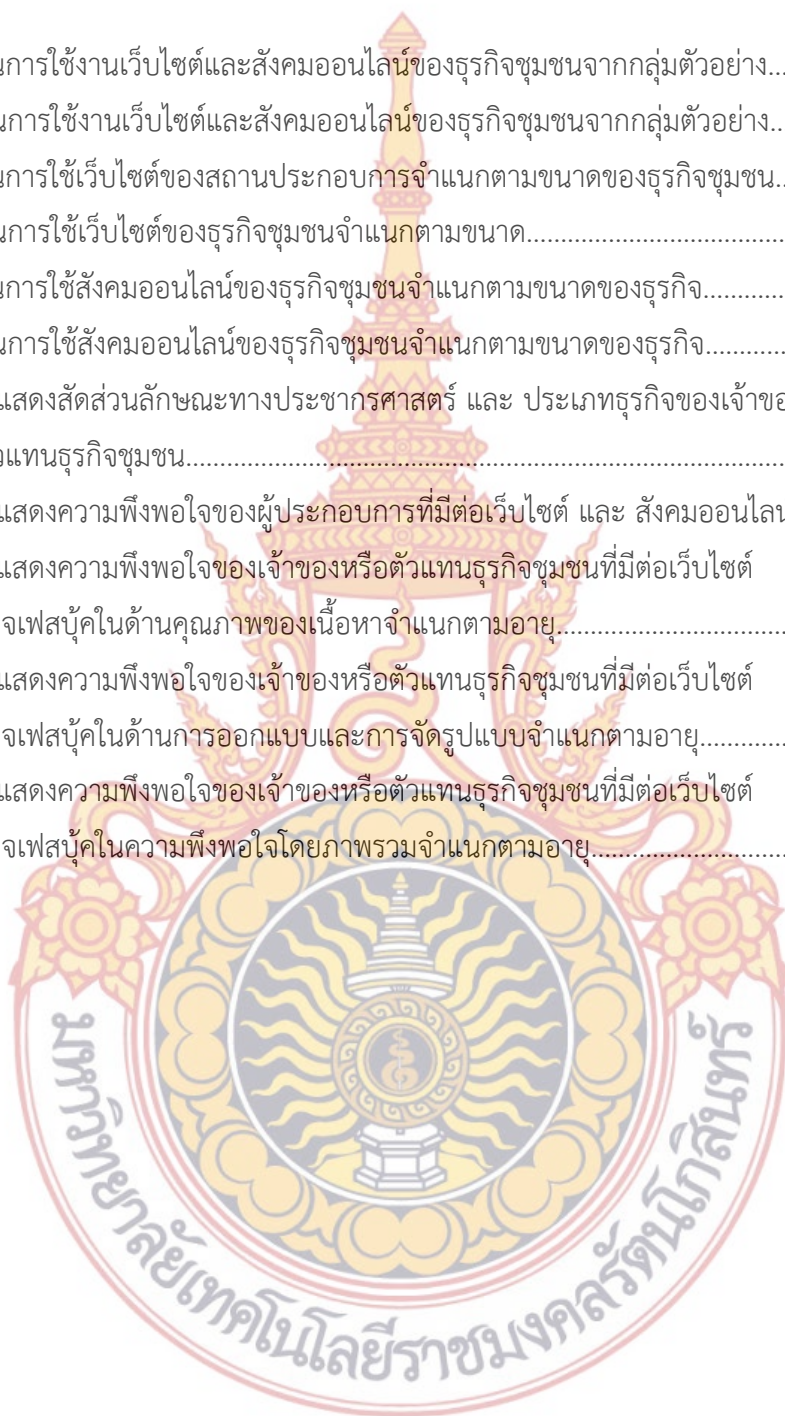 นการใช้งานเว็บไซต์และสังคมออนไลน์ของธุรกิจชุมชนจากกลุ่มตัวอย่าง...
นการใช้งานเว็บไซต์และสังคมออนไลน์ของธุรกิจชุมชนจากกลุ่มตัวอย่าง..
นการใช้เว็บไซต์ของสถานประกอบการจำแนกตามขนาดของธุรกิจชุมชน..
นการใช้เว็บไซต์ของธุรกิจชุมชนจำแนกตามขนาด....................................
นการใช้สังคมออนไลน์ของธุรกิจชุมชนจำแนกตามขนาดของธุรกิจ............
นการใช้สังคมออนไลน์ของธุรกิจชุมชนจำแนกตามขนาดของธุรกิจ............
แสดงสัดส่วนลักษณะทางประชากรศาสตร์ และ ประเภทธุรกิจของเจ้าขอ
วแทนธุรกิจชุมชน.....................................................................................
แสดงความพึงพอใจของผู้ประกอบการที่มีต่อเว็บไซต์ และ สังคมออนไลน
แสดงความพึงพอใจของเจ้าของหรือตัวแทนธุรกิจชุมชนที่มีต่อเว็บไซต์
จเฟสบุ้คในด้านคุณภาพของเนื้อหาจำแนกตามอายุ................................
แสดงความพึงพอใจของเจ้าของหรือตัวแทนธุรกิจชุมชนที่มีต่อเว็บไซต์
จเฟสบุ้คในด้านการออกแบบและการจัดรูปแบบจำแนกตามอายุ.............
แสดงความพึงพอใจของเจ้าของหรือตัวแทนธุรกิจชุมชนที่มีต่อเว็บไซต์
จเฟสบุ้คในความพึงพอใจโดยภาพรวมจำแนกตามอายุ...........................
มหาวิทยาลัยเทคโนโลยีราชมงคลรัตนโกสินทร์